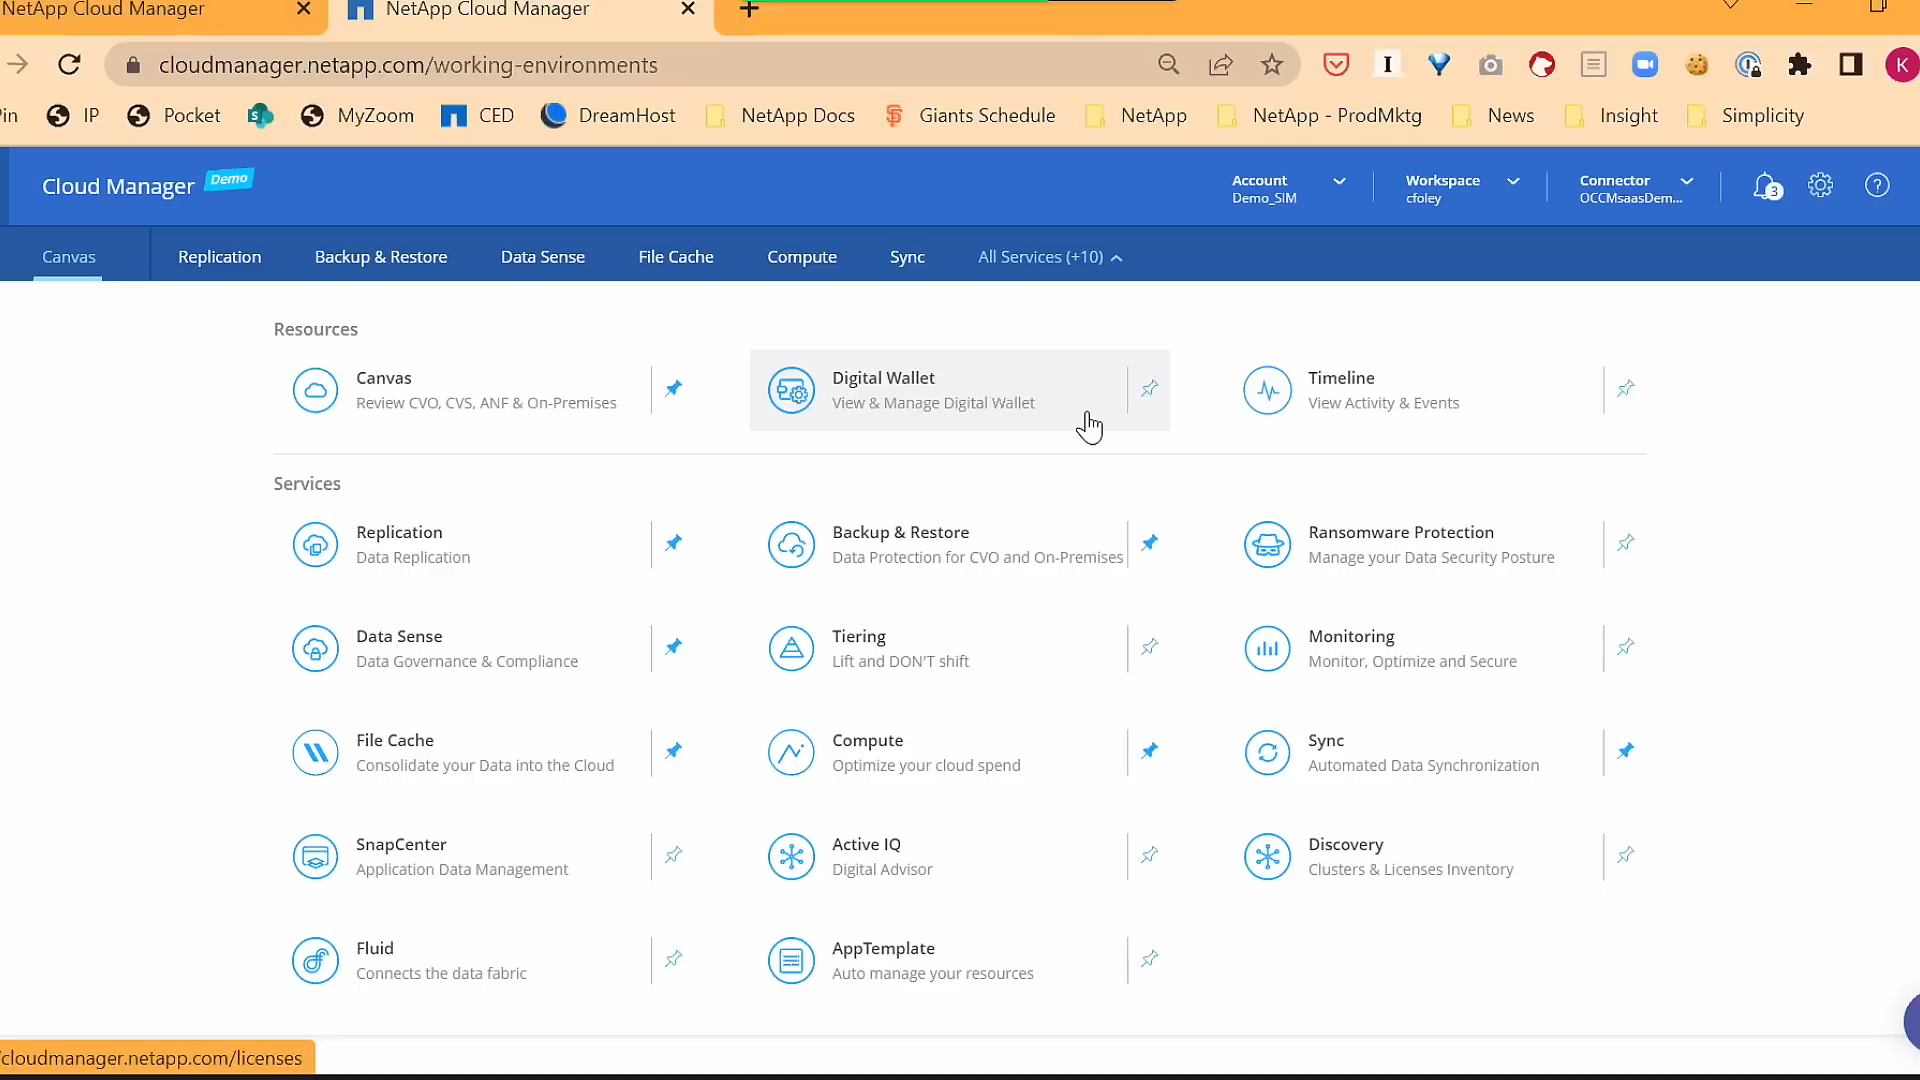 NetApp Cloud Manager
NetApp Cloud Manager
cloudmanager.netapp.com/working-environments
K
in
IP
Pocket
MyZoom
CED
DreamHost
NetApp Docs
Giants Schedule
NetApp
NetApp - ProdMktg
News
Insight
Simplicity
Cloud Manager
Demo
Account
Demo_SIM
Workspace
cfoley
Connector
OCCMsaasDem...
3
Canvas
Replication
Backup & Restore
Data Sense
File Cache
Compute
Sync
All Services (+10)
Resources
Canvas
Review CVO, CVS, ANF & On-Premises
Digital Wallet
View & Manage Digital Wallet
Timeline
View Activity & Events
Services
Replication
Data Replication
Backup & Restore
Data Protection for CVO and On-Premises
Ransomware Protection
Manage your Data Security Posture
Data Sense
Data Governance & Compliance
Tiering
Lift and DON'T shift
Monitoring
Monitor, Optimize and Secure
File Cache
Consolidate your Data into the Cloud
Compute
Optimize your cloud spend
Sync
Automated Data Synchronization
SnapCenter
Application Data Management
Active IQ
Digital Advisor
Discovery
Clusters & Licenses Inventory
Fluid
Connects the data fabric
AppTemplate
Auto manage your resources
/cloudmanager.netapp.com/licenses